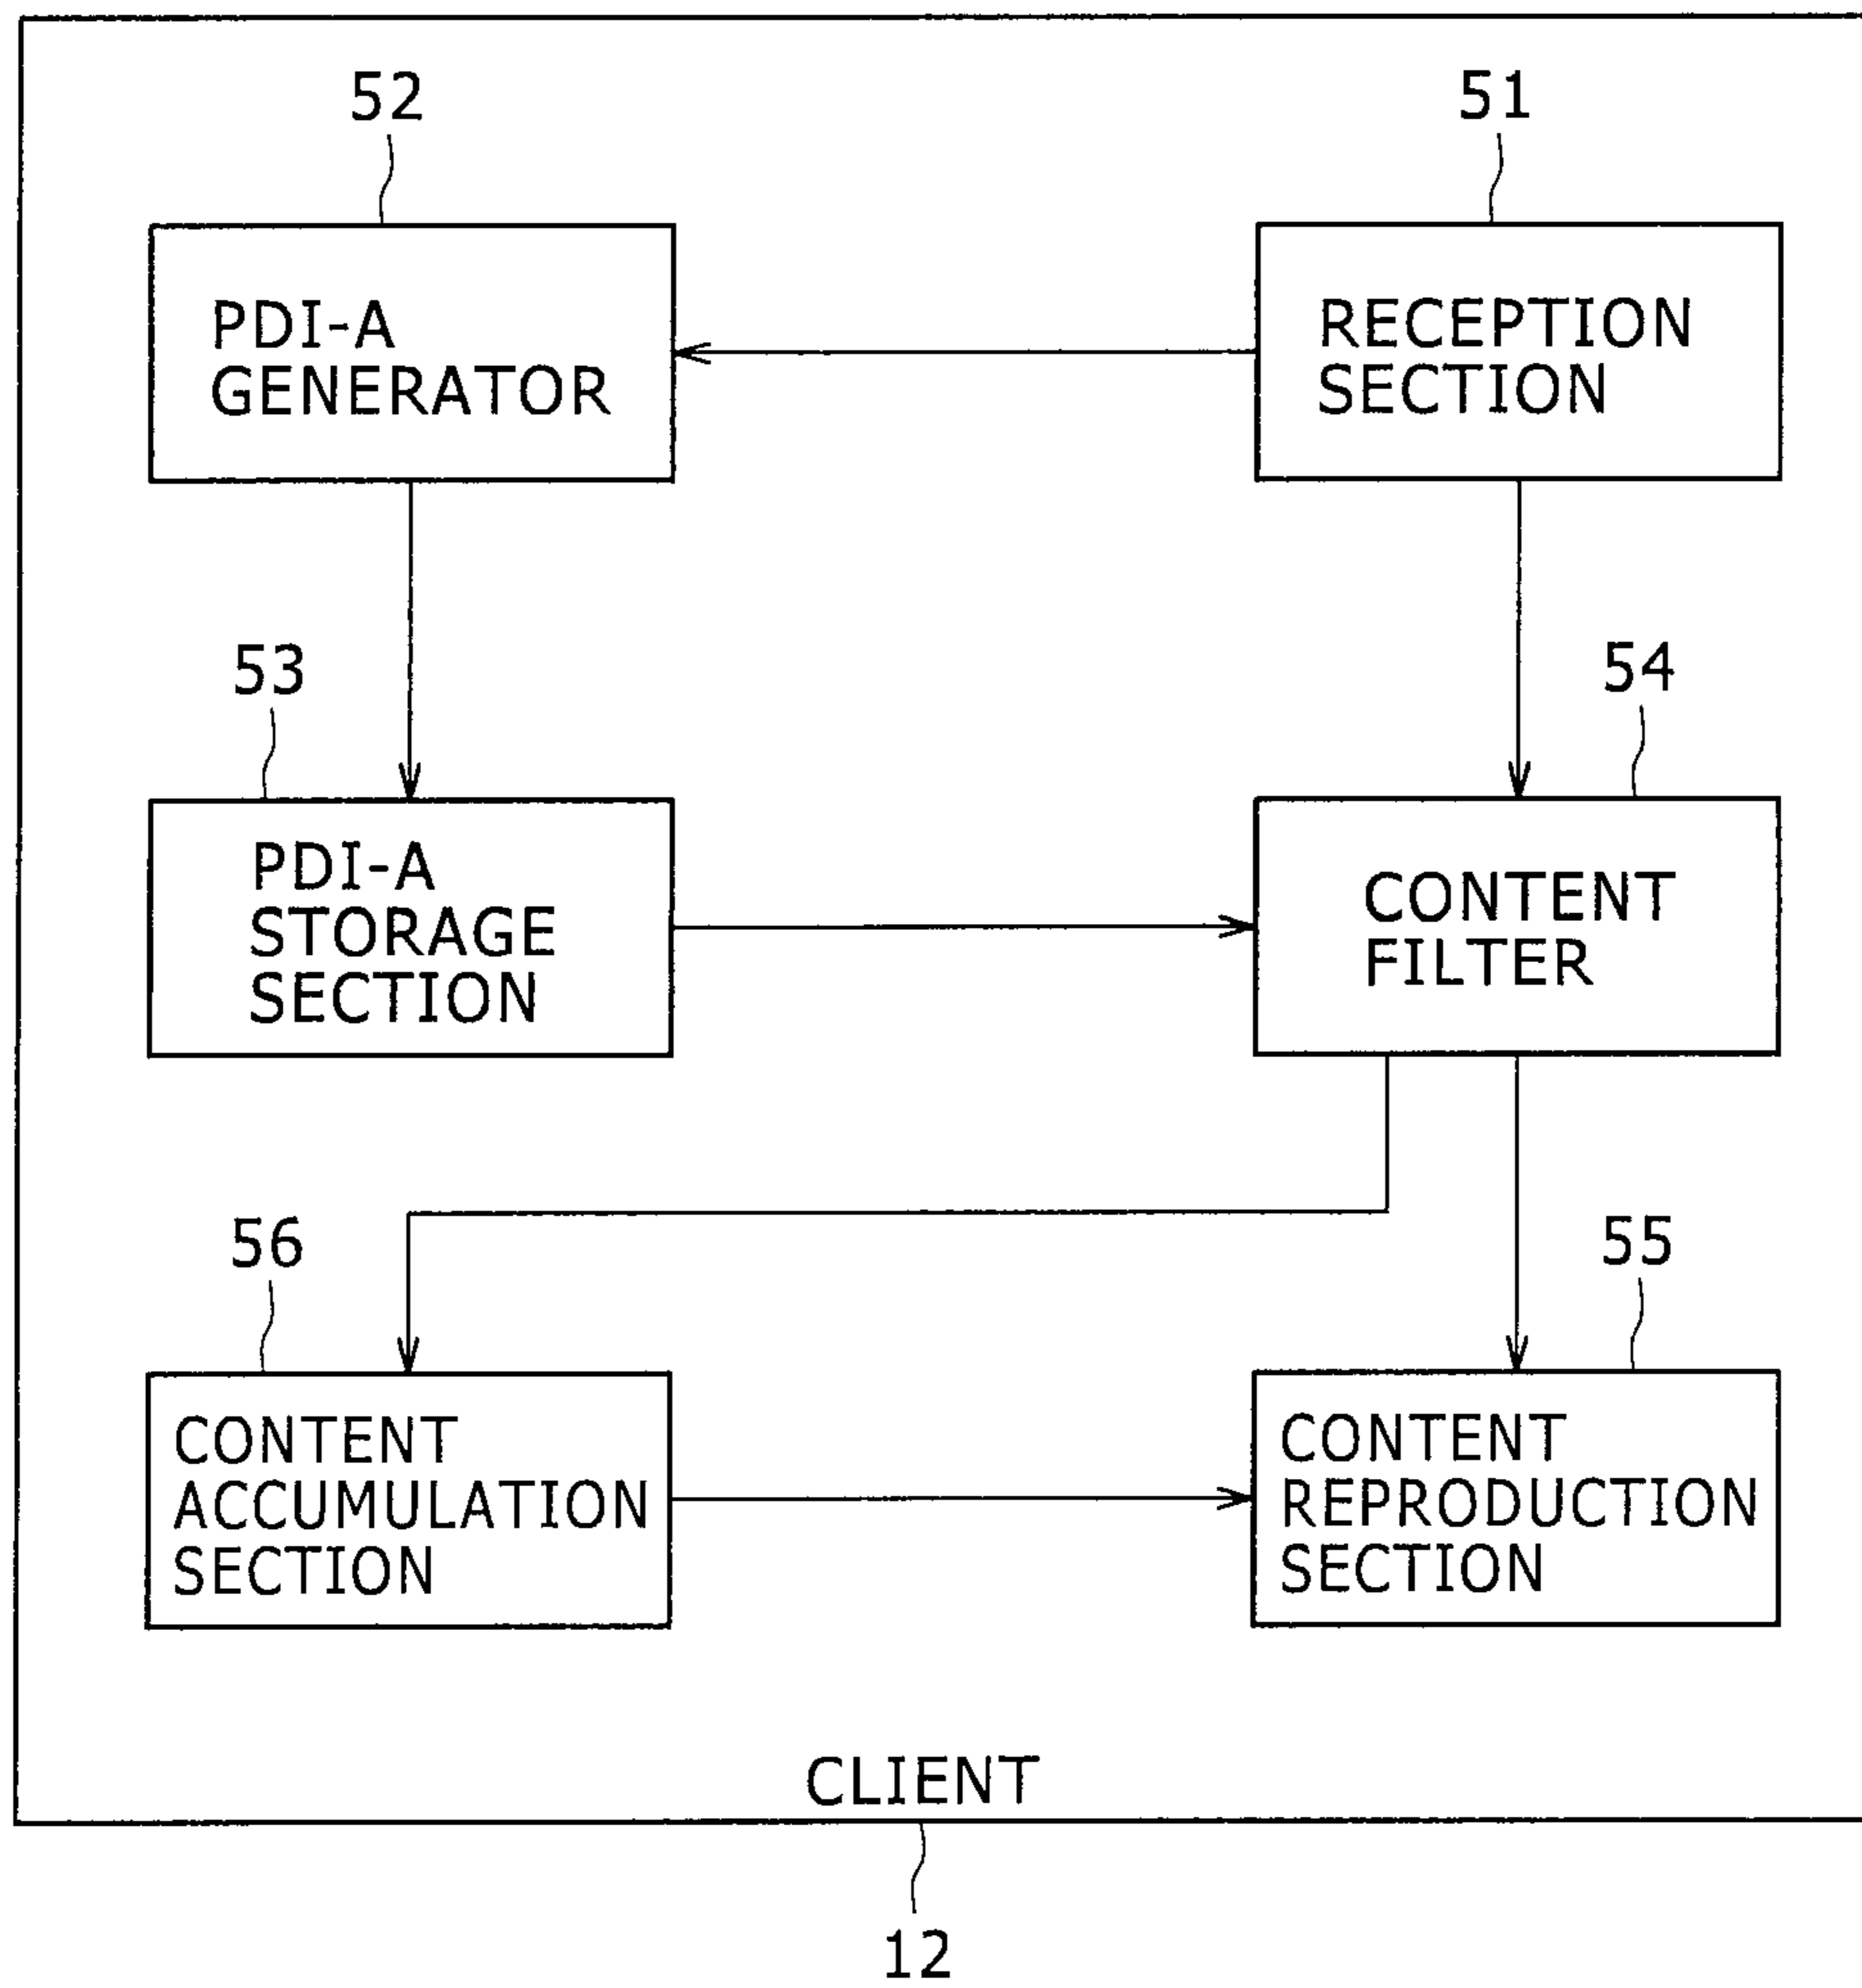 52
51
PDI-A
GENERATOR
RECEPTION
SECTION
53
54
PDI-A
STORAGE
SECTION
CONTENT
FILTER
56
55
CONTENT
ACCUMULATION
SECTION
CONTENT
REPRODUCTION
SECTION
CLIENT
12